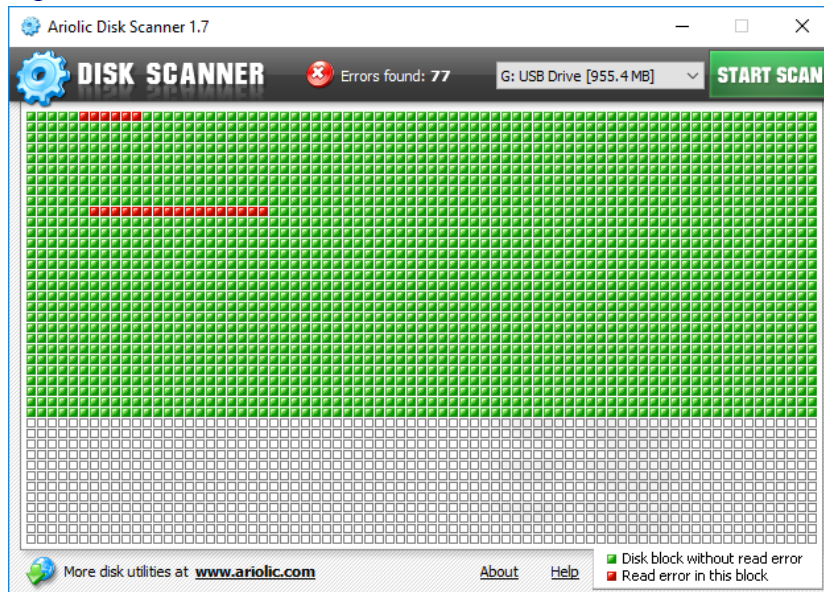 Ariolic Disk Scanner 1.7
DISK SCANNER Errors found: 77 G: USB Drive [955.4 MB] START SCAN
More disk utilities at www.ariolic.com About Help
Disk block without read error
Read error in this block